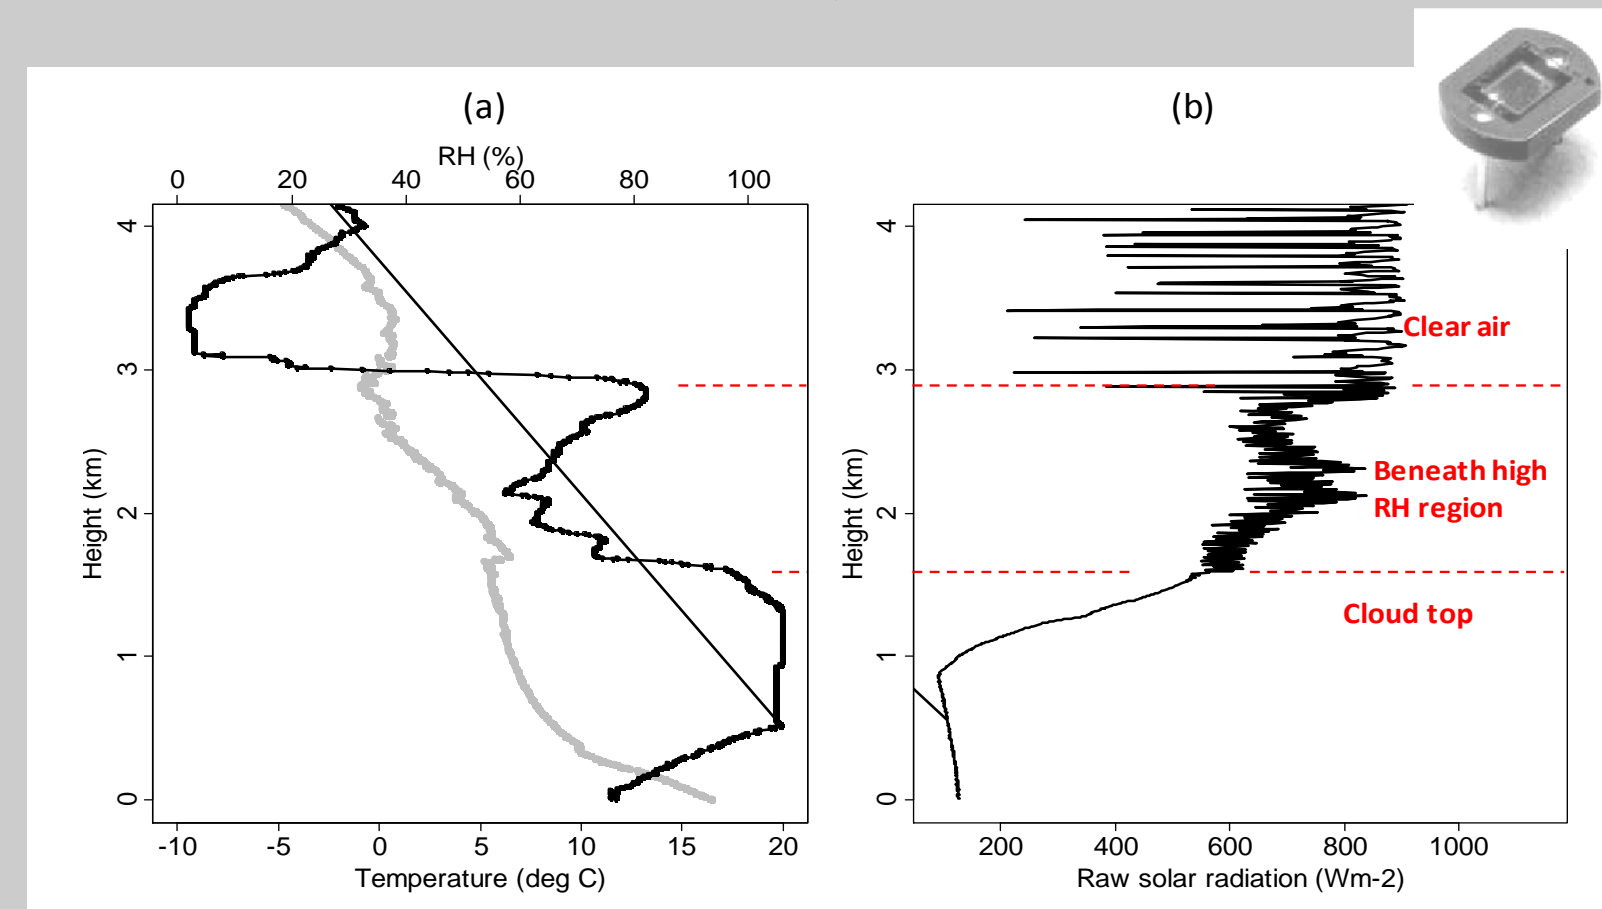 (a)
(b)
RH (%)
0 20 40 60 80 100
4
3
2
1
0
Height (km)
-10 -5 0 5 10 15 20
Temperature (deg C)
4
3
2
1
0
Height (km)
Clear air
Beneath high
RH region
Cloud top
200 400 600 800 1000
Raw solar radiation (Wm-2)